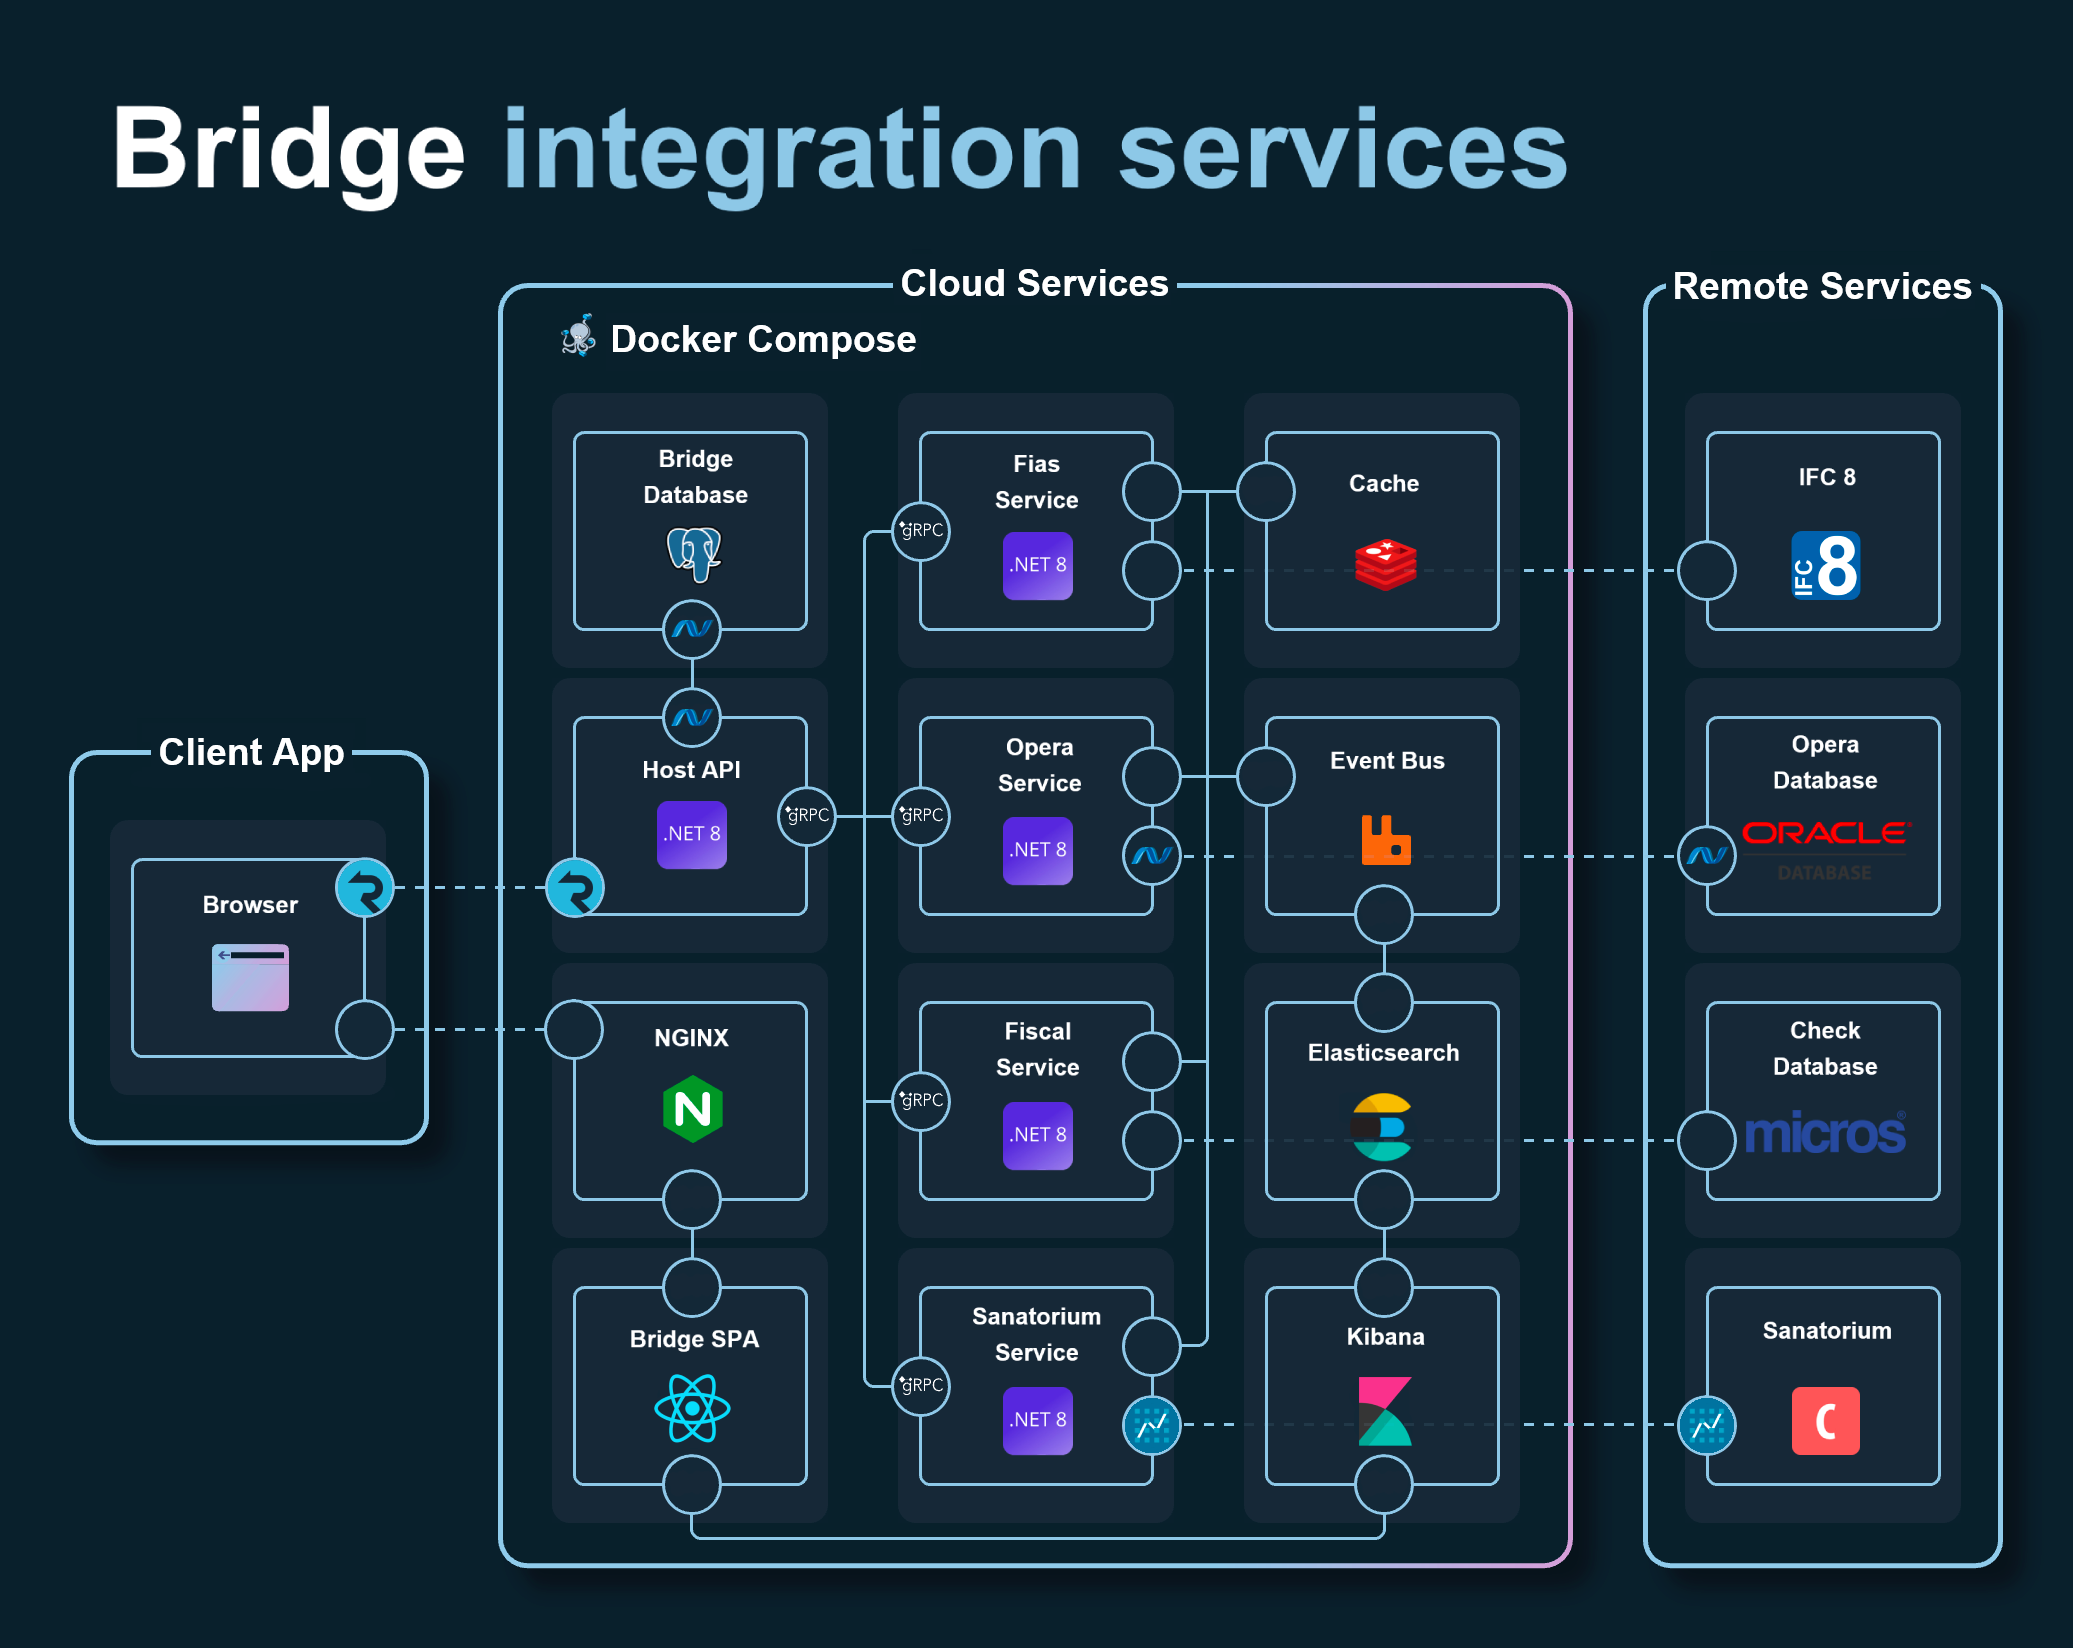 Bridge integration services
Cloud Services
Remote Services
Docker Compose
Client App
Browser
Bridge
Database
Host API
.NET 8
gRPC
NGINX
N
Bridge SPA
Fias
Service
gRPC
.NET 8
Opera
Service
gRPC
.NET 8
Fiscal
Service
gRPC
.NET 8
Sanatorium
Service
gRPC
.NET 8
Cache
Event Bus
Elasticsearch
Kibana
IFC 8
IFC 8
Opera
Database
ORACLE
DATABASE
Check
Database
micros®
Sanatorium
C